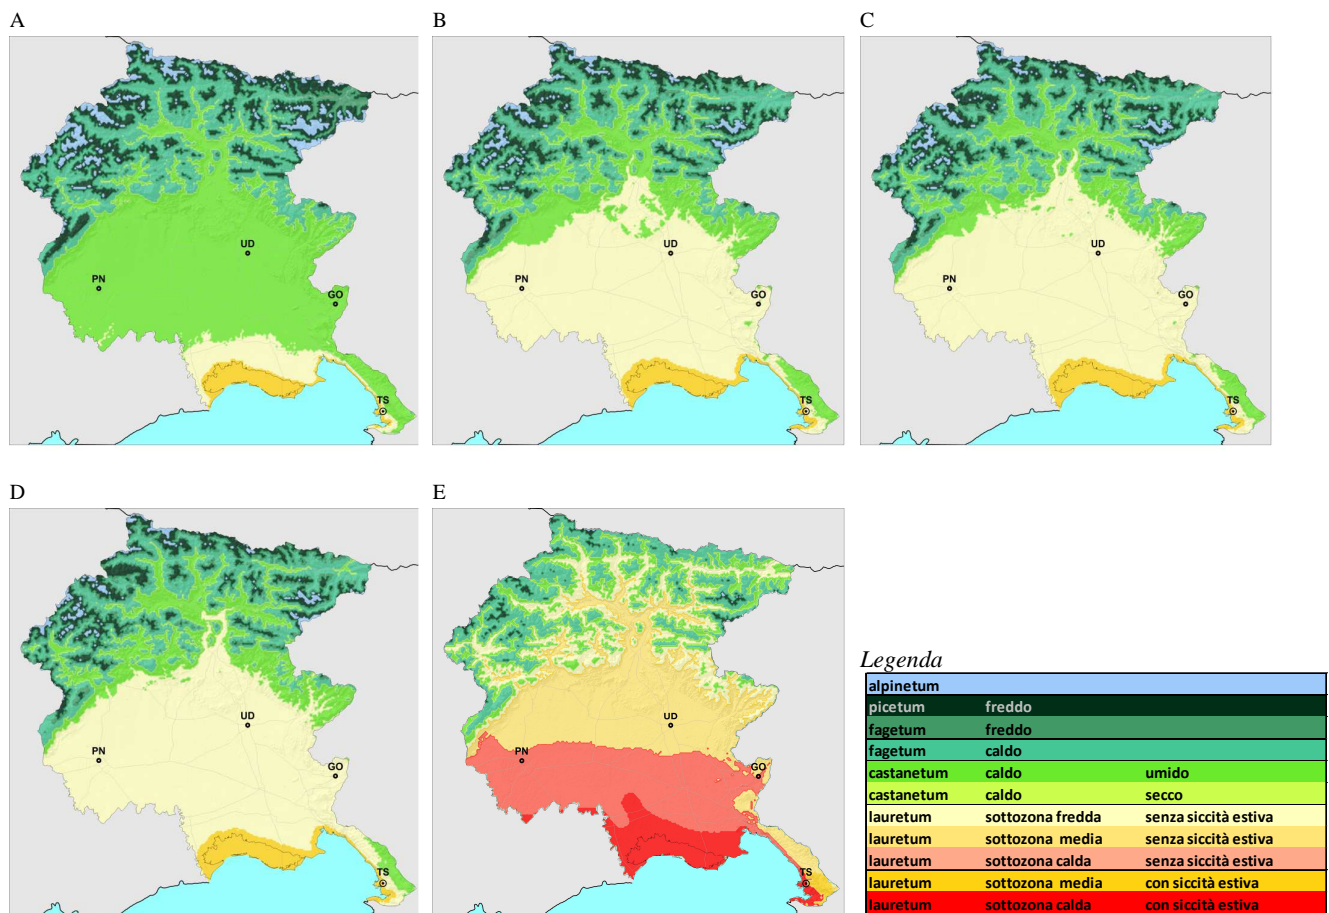 A
B
C
UD
PN
GO
TS
UD
PN
GO
TS
UD
PN
GO
TS
D
E
UD
PN
GO
TS
UD
PN
GO
TS
Legenda
alpinetum
picetum freddo
fagetum freddo
fagetum caldo
castanetum caldo umido
castanetum caldo secco
lauretum sottozona fredda senza siccità estiva
lauretum sottozona media senza siccità estiva
lauretum sottozona calda senza siccità estiva
lauretum sottozona media con siccità estiva
lauretum sottozona calda con siccità estiva